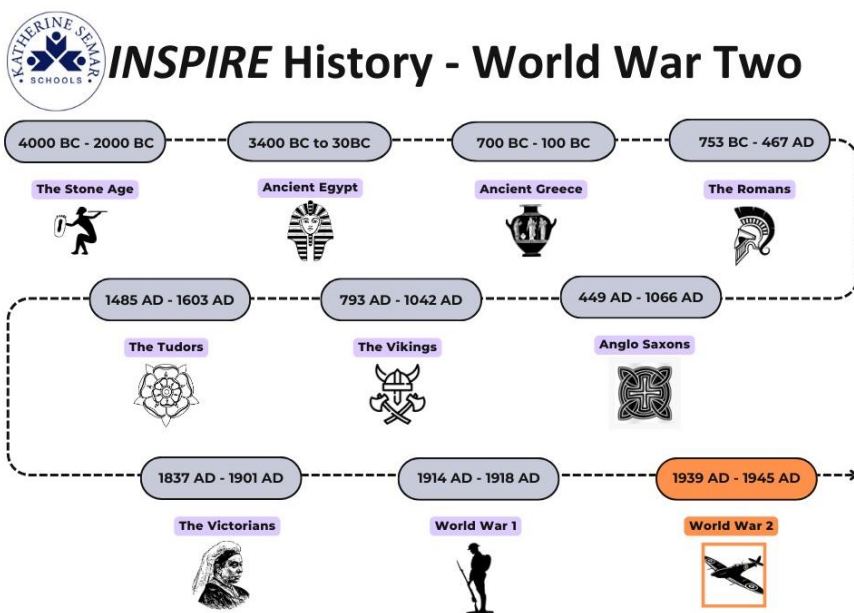 KATHERINE SEMAR
SCHOOLS
INSPIRE History - World War Two
4000 BC - 2000 BC
3400 BC to 30BC
700 BC - 100 BC
753 BC - 467 AD
The Stone Age
Ancient Egypt
Ancient Greece
The Romans
449 AD - 1066 AD
793 AD - 1042 AD
1485 AD - 1603 AD
Anglo Saxons
The Vikings
The Tudors
1837 AD - 1901 AD
1914 AD - 1918 AD
1939 AD - 1945 AD
The Victorians
World War 1
World War 2